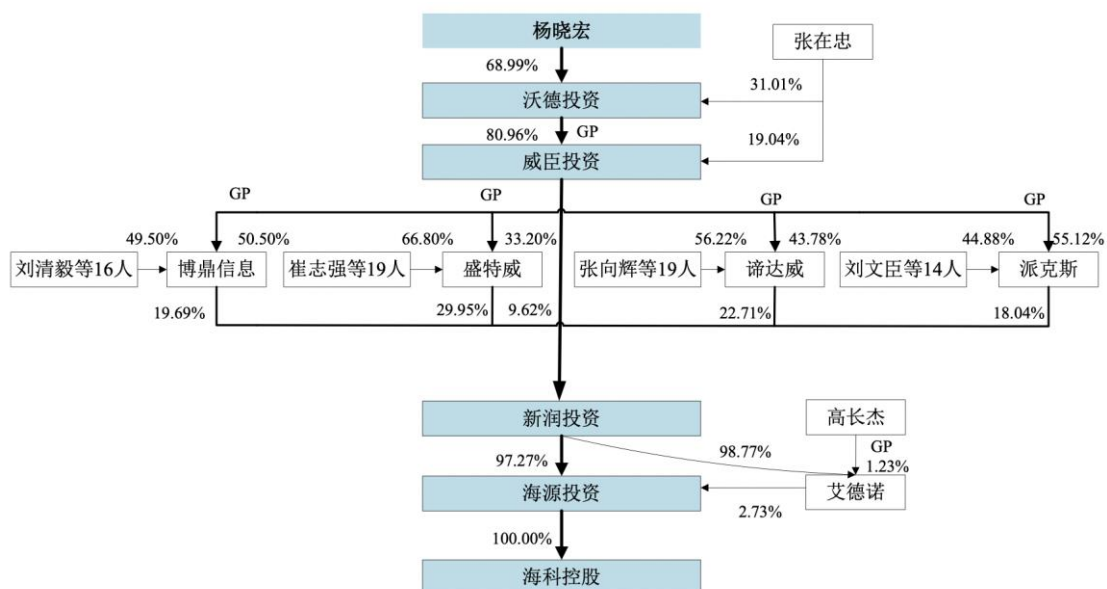 杨晓宏
张在忠
68.99%
31.01%
沃德投资
80.96%
GP
19.04%
威臣投资
GP
GP
GP
GP
49.50%
50.50%
66.80%
33.20%
56.22%
43.78%
44.88%
55.12%
刘清毅等16人
博鼎信息
崔志强等19人
盛特威
张向辉等19人
谛达威
刘文臣等14人
派克斯
19.69%
29.95%
9.62%
22.71%
18.04%
新润投资
高长杰
98.77%
GP
97.27%
1.23%
海源投资
艾德诺
2.73%
100.00%
海科控股